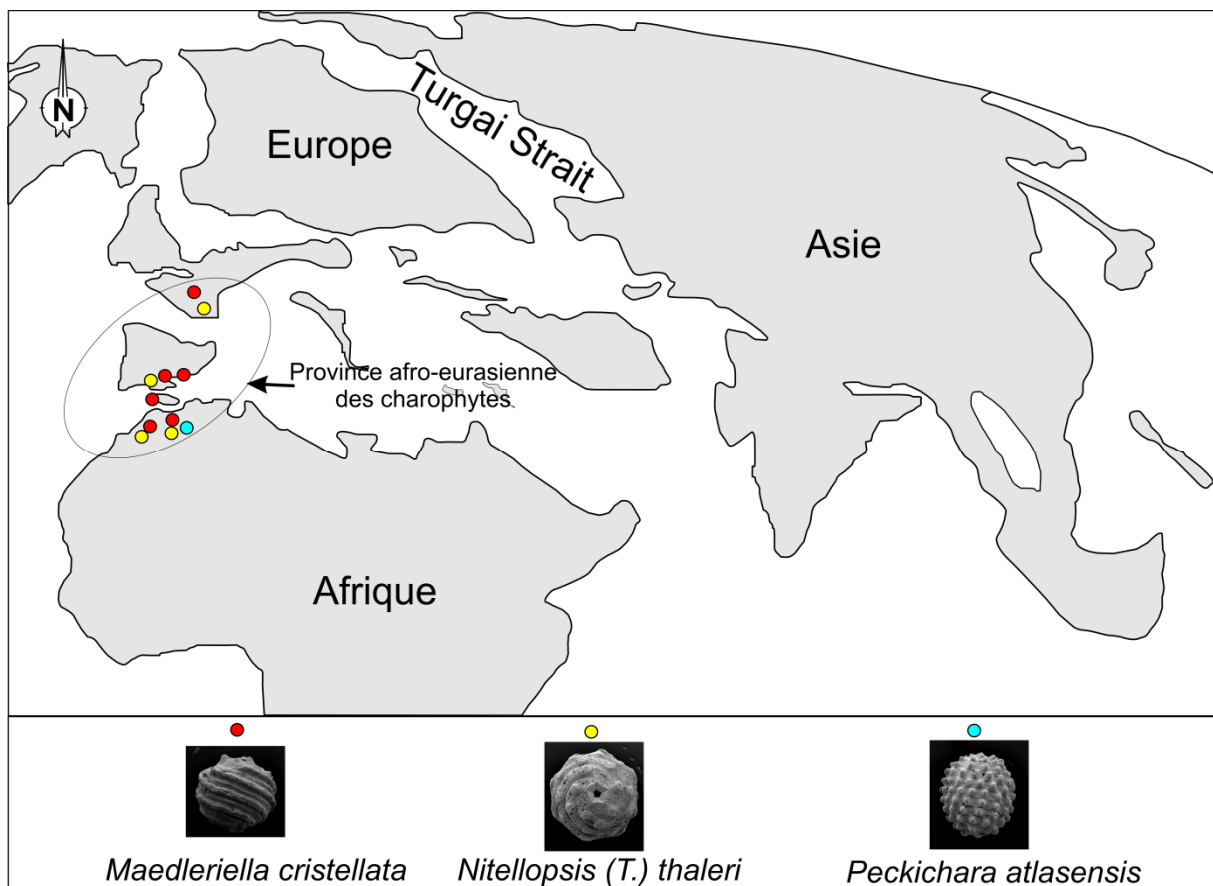 N
Europe
Turgai Strait
Asie
Province afro-eurasienne
des charophytes
Afrique
Maedleriella cristellata
Nitellopsis (T.) thaleri
Peckichara atlasensis